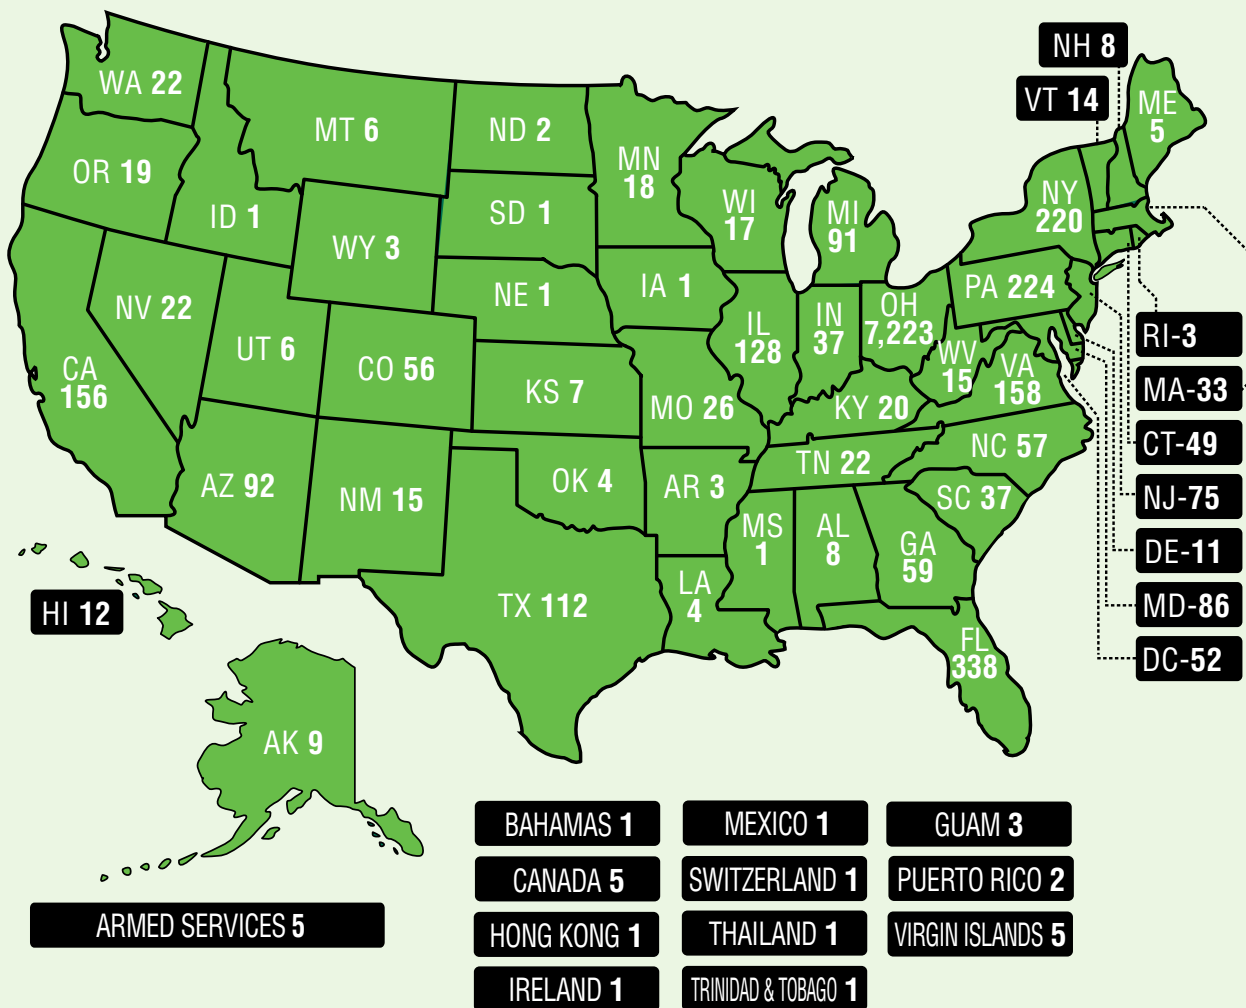 NH 8
VT 14
ME
5
WA 22
MT 6
ND 2
MN
18
OR 19
ID 1
SD 1
WI
17
MI
91
NY
220
WY 3
NE 1
IA 1
PA 224
NV 22
UT 6
CO 56
IL
128
IN
37
OH
7,223
RI-3
CA
156
KS 7
MO 26
KY 20
WV
15
VA
158
MA-33
CT-49
AZ 92
NM 15
OK 4
AR 3
TN 22
NC 57
SC 37
NJ-75
MS
1
AL
8
GA
59
DE-11
HI 12
TX 112
LA
4
MD-86
FL
338
DC-52
AK 9
BAHAMAS 1
MEXICO 1
GUAM 3
CANADA 5
SWITZERLAND 1
PUERTO RICO 2
ARMED SERVICES 5
HONG KONG 1
THAILAND 1
VIRGIN ISLANDS 5
IRELAND 1
TRINIDAD & TOBAGO 1